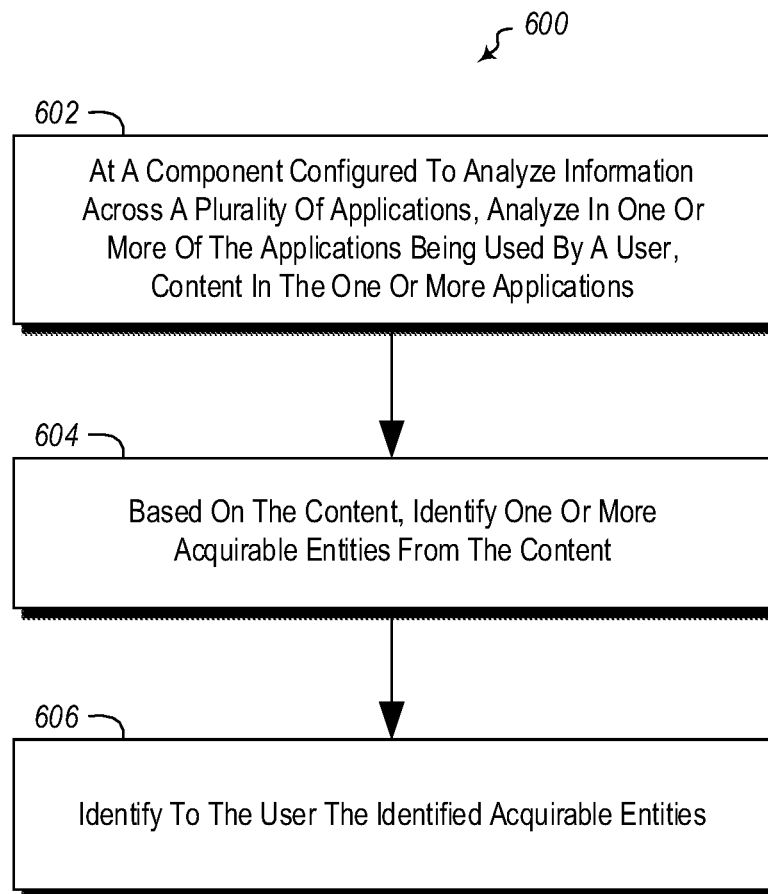 600
602
At A Component Configured To Analyze Information
Across A Plurality Of Applications, Analyze In One Or
More Of The Applications Being Used By A User,
Content In The One Or More Applications
604
Based On The Content, Identify One Or More
Acquirable Entities From The Content
606
Identify To The User The Identified Acquirable Entities